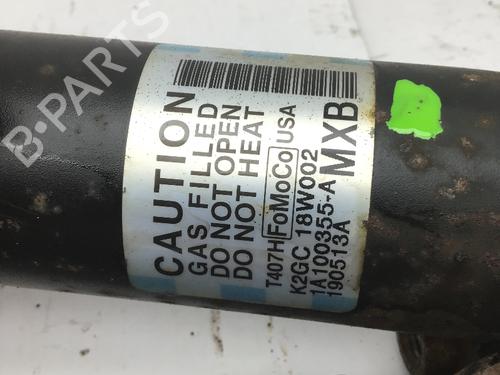 CAUTION
GAS FILLED
DO NOT OPEN
DO NOT HEAT
T407H FoMoCo USA
K2GC 18W002
1A100355-A
190513A
MXB
B-PARTS